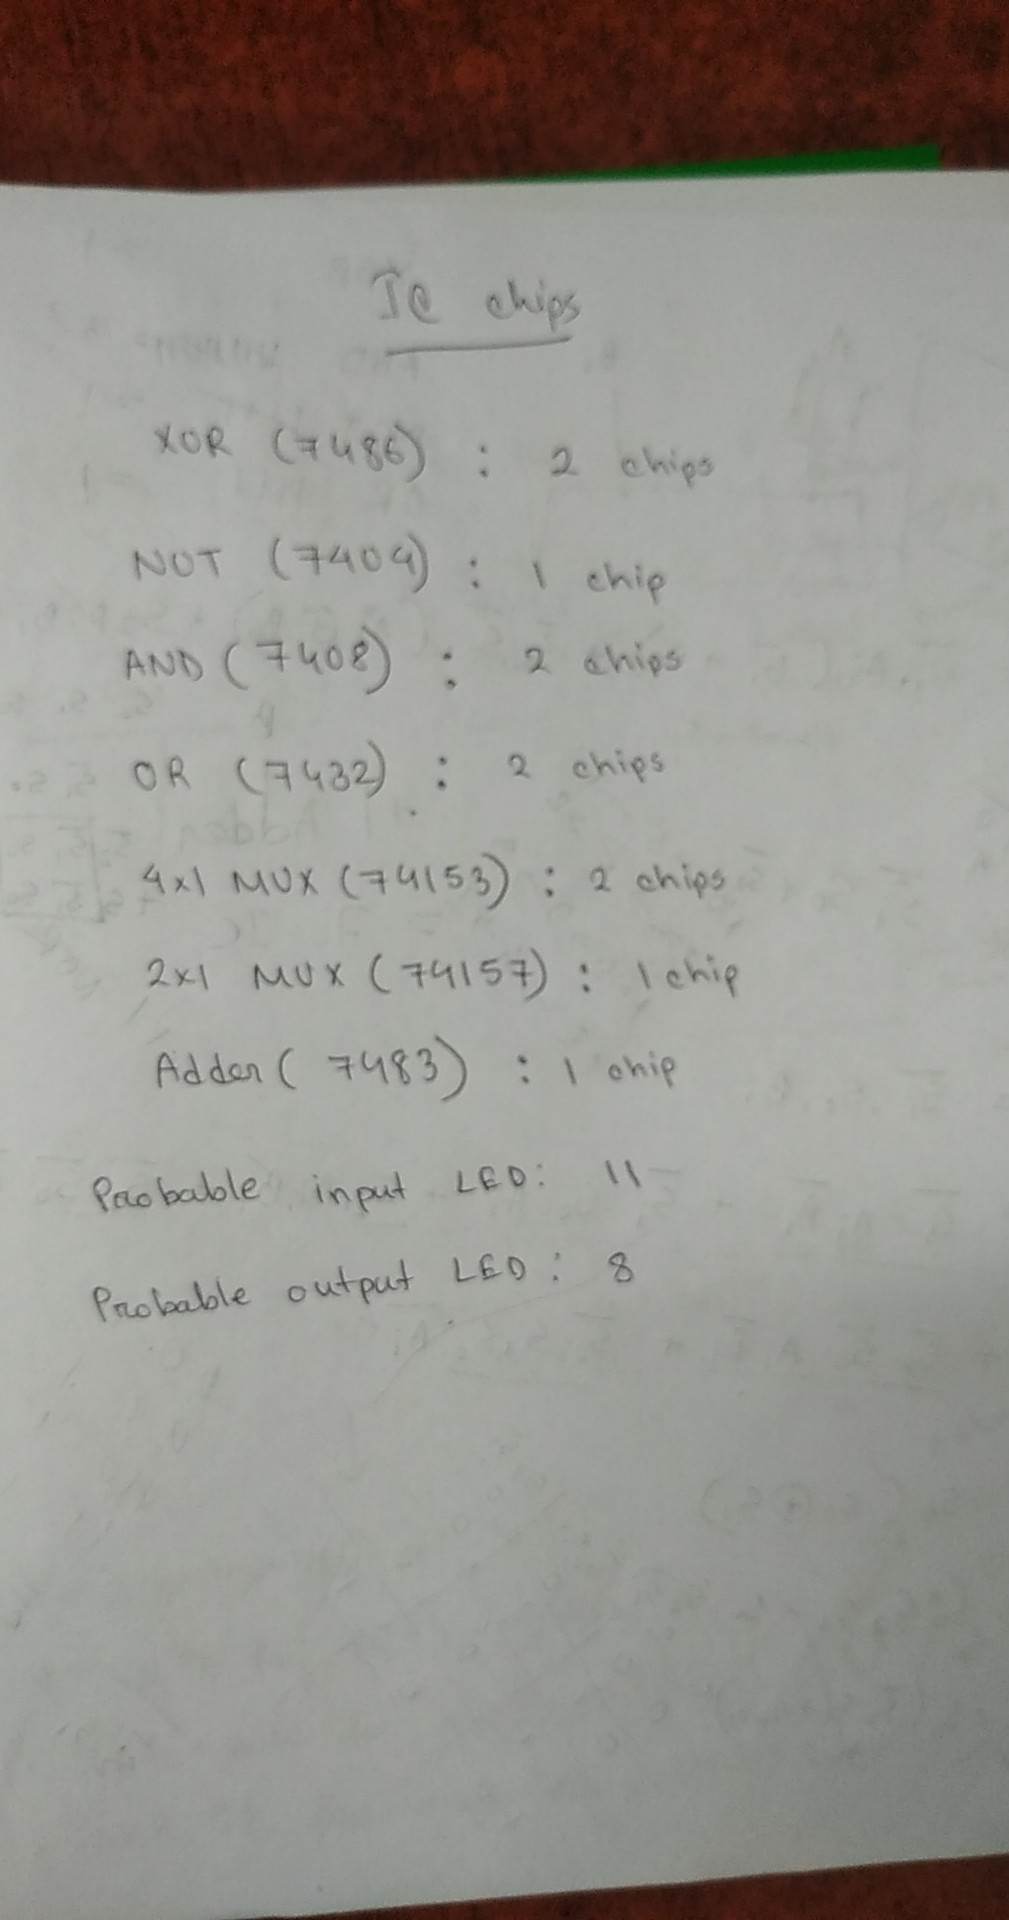 IC chips
XOR (7486) : 2 chips
NOT (7404) : 1 chip
AND (7408) : 2 chips
OR (7432) : 2 chips
4x1 MUX (74153) : 2 chips
2x1 MUX (74157) : 1 chip
Adder (7483) : 1 chip
Probable input LED: 11
Probable output LED: 8